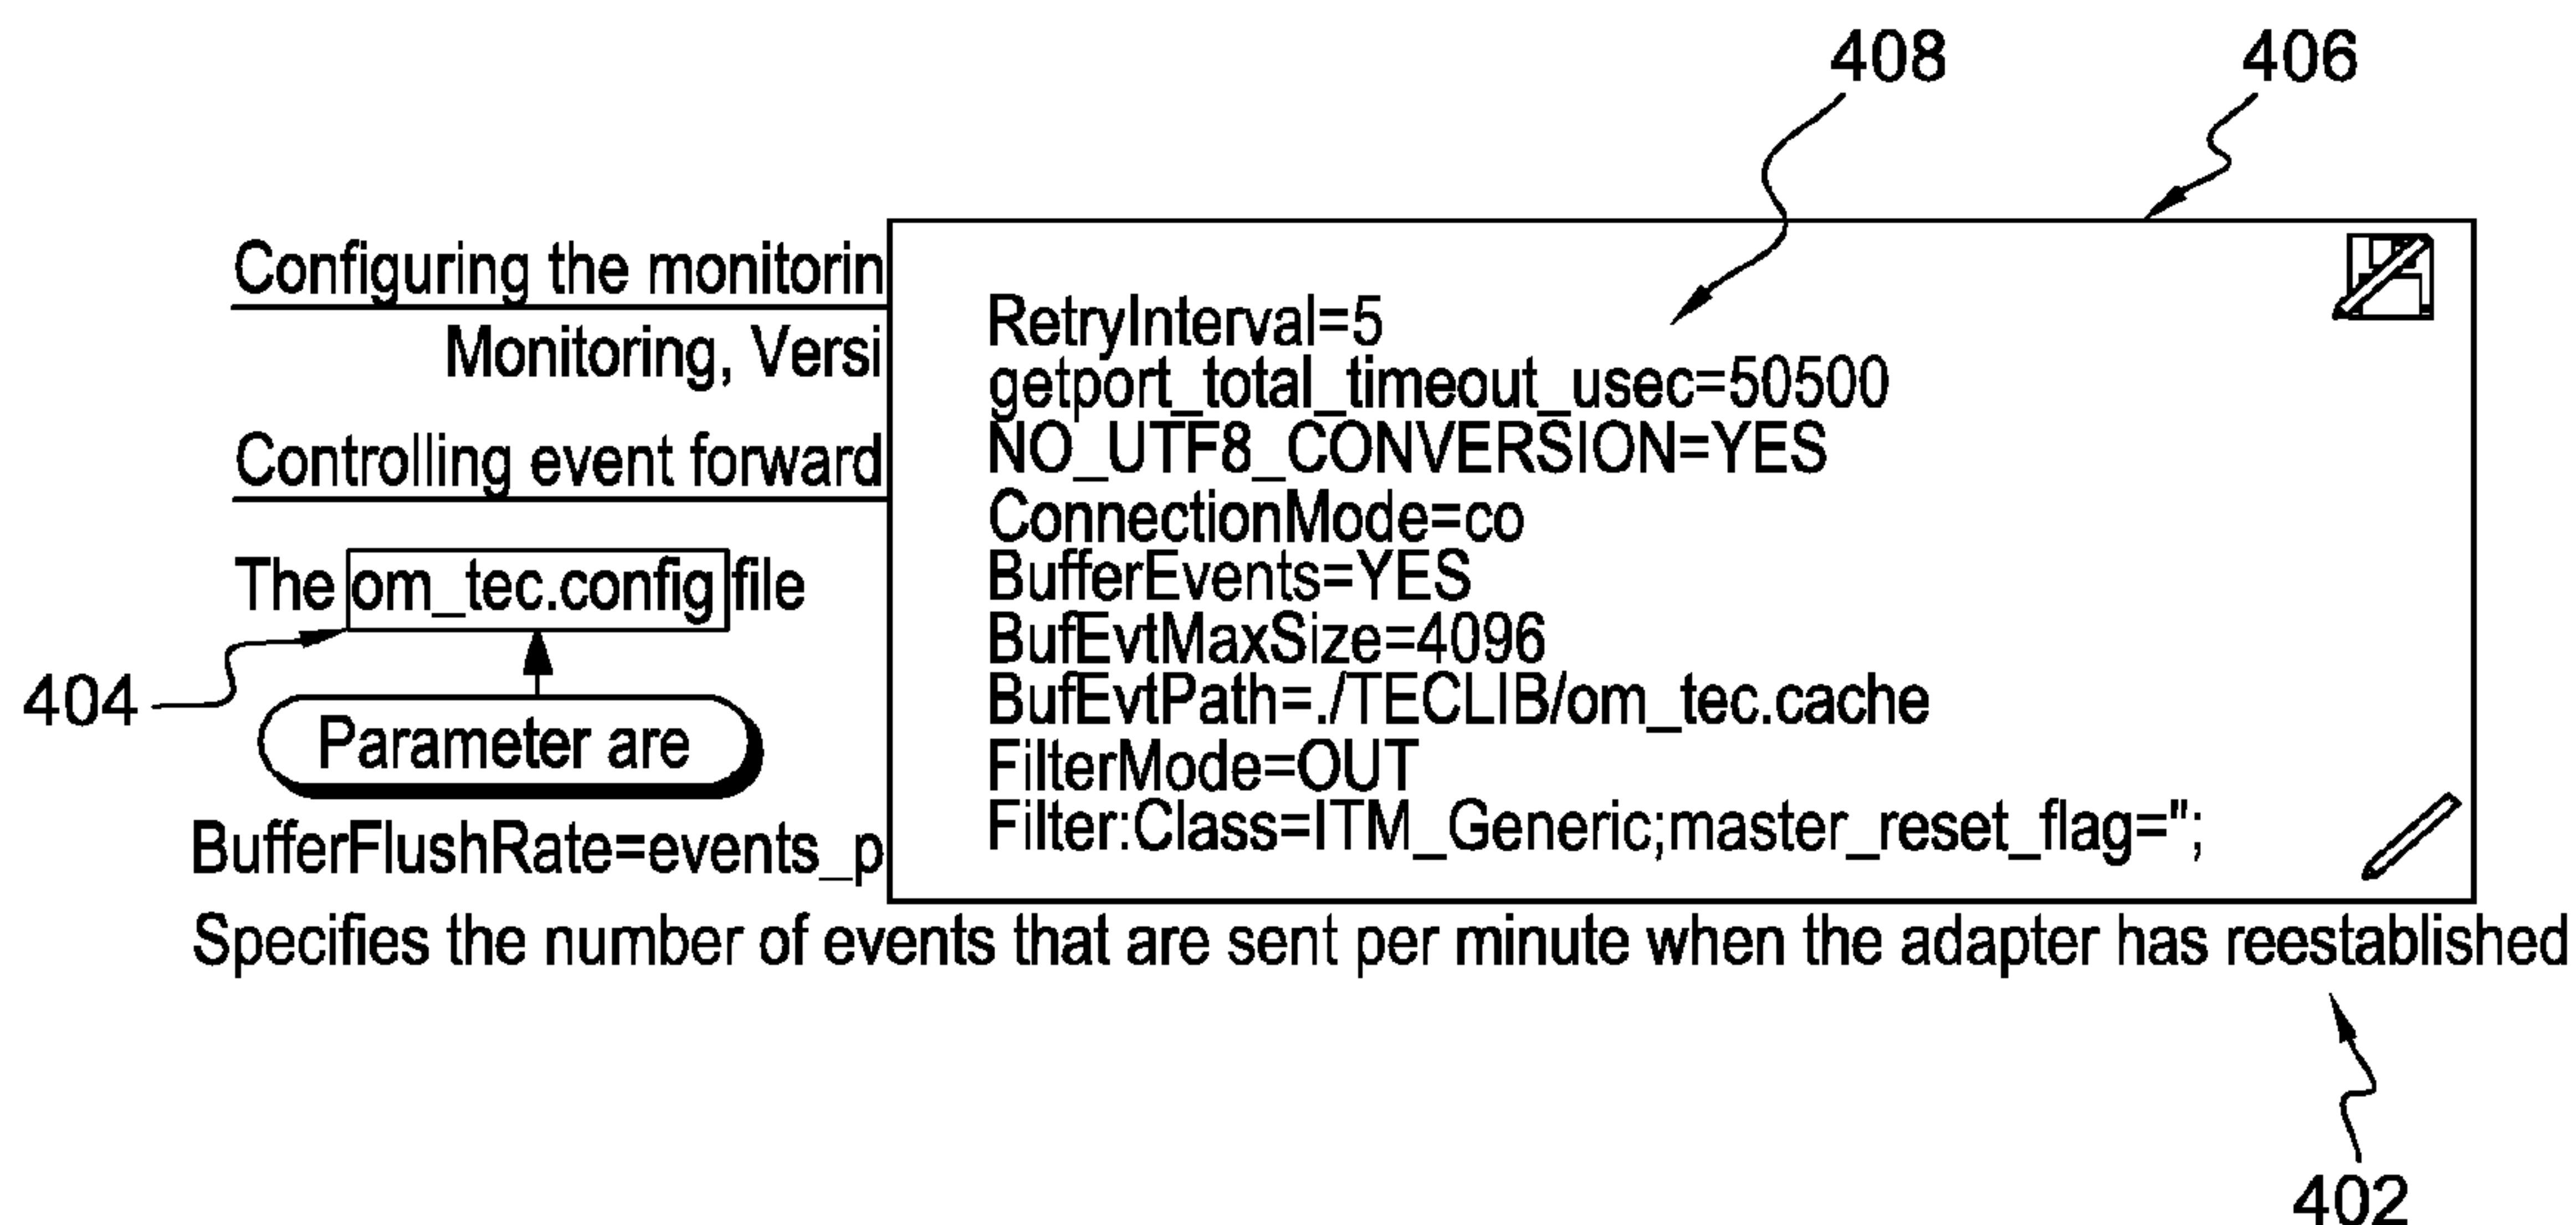 408
406
Configuring the monitorin
Monitoring, Versi
Controlling event forward
The om_tec.config file
404
Parameter are
BufferFlushRate=events_p
RetryInterval=5
getport_total_timeout_usec=50500
NO_UTF8_CONVERSION=YES
ConnectionMode=co
BufferEvents=YES
BufEvtMaxSize=4096
BufEvtPath=./TECLIB/om_tec.cache
FilterMode=OUT
Filter:Class=ITM_Generic;master_reset_flag=";
Specifies the number of events that are sent per minute when the adapter has reestablished
402